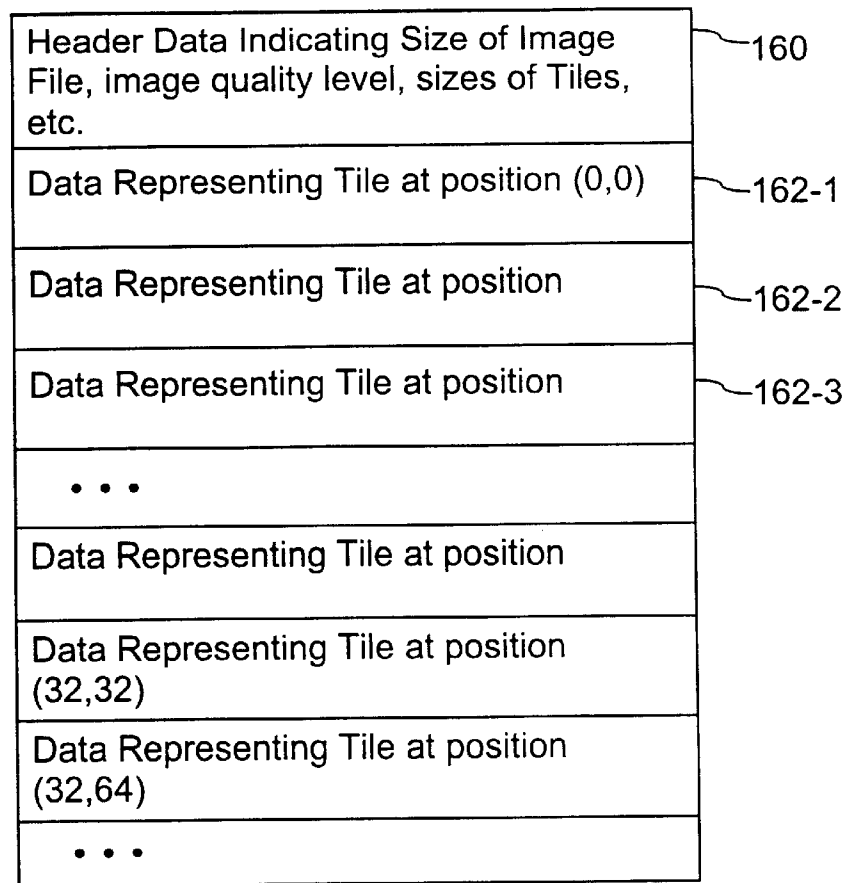 Header Data Indicating Size of Image
File, image quality level, sizes of Tiles,
etc.
160
Data Representing Tile at position (0,0)
162-1
Data Representing Tile at position
162-2
Data Representing Tile at position
162-3
• • •
Data Representing Tile at position
Data Representing Tile at position
(32,32)
Data Representing Tile at position
(32,64)
• • •